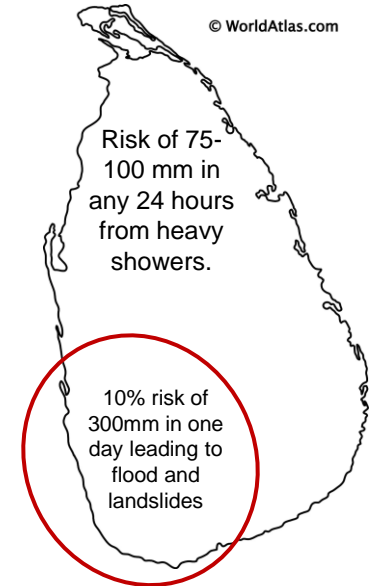 © WorldAtlas.com
Risk of 75-
100 mm in
any 24 hours
from heavy
showers.
10% risk of
300mm in one
day leading to
flood and
landslides